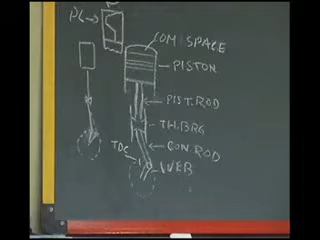 PL
COM SPACE
PISTON
PIST.ROD
TH.BRG
CON.ROD
TDC
WEB